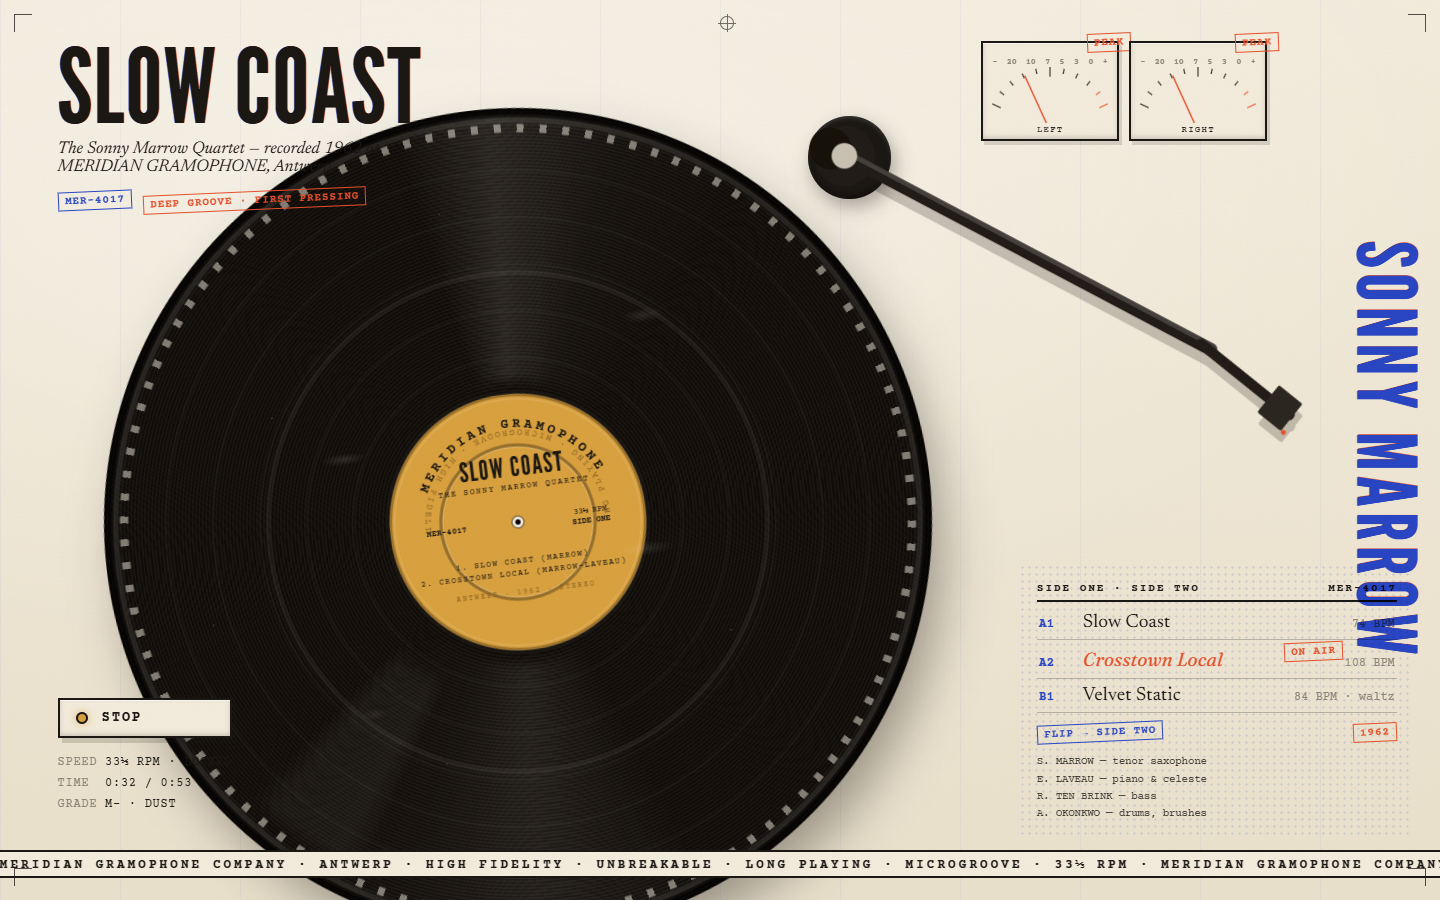 SLOW COAST
The Sonny Marrow Quartet – recorded
MERIDIAN GRAMOPHONE,
MER-4017
DEEP GROOVE · FIRST PRESSING
PEAK
PEAK
– 20 10 7 5 3 0 +
– 20 10 7 5 3 0 +
LEFT
RIGHT
SONNY MARROW
MERIDIAN GRAMOPHONE
SLOW COAST
THE SONNY MARROW QUARTET
33⅓ RPM
MER-4017
SIDE ONE
1. SLOW COAST (MARROW)
2. CROSSTOWN LOCAL (MARROW-LAVEAU)
ANTWERP · 1962 · STEREO
SIDE ONE · SIDE TWO
MER-4017
A1 Slow Coast 74 BPM
A2 Crosstown Local ON AIR 108 BPM
B1 Velvet Static 84 BPM · waltz
FLIP – SIDE TWO
1962
S. MARROW — tenor saxophone
E. LAVEAU — piano & celeste
R. TEN BRINK — bass
A. OKONKWO — drums, brushes
STOP
SPEED 33⅓ RPM ·
TIME 0:32 / 0:53
GRADE M– · DUST
MERIDIAN GRAMOPHONE COMPANY · ANTWERP · HIGH FIDELITY · UNBREAKABLE · LONG PLAYING · MICROGROOVE · 33⅓ RPM · MERIDIAN GRAMOPHONE COMPANY